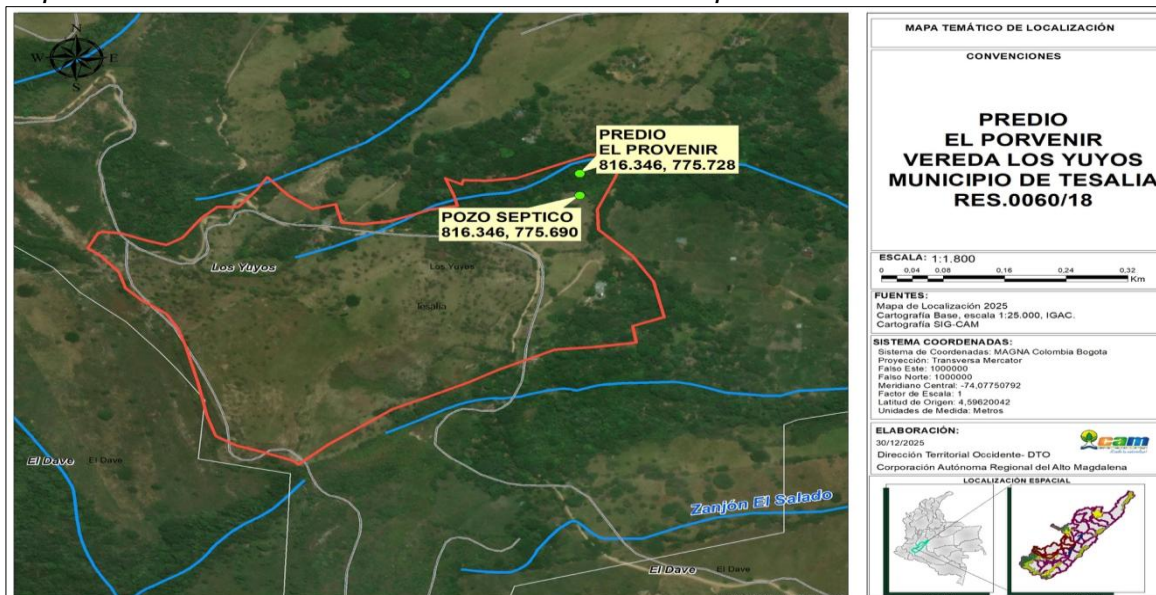 N
W
E
S
PREDIO
EL PROVENIR
816.346, 775.728
POZO SEPTICO
816.346, 775.690
Los Yuyos
Los Yuyos
Tesalia
El Dave
El Dave
Zanjón El Salado
El Dave
El Dave
MAPA TEMÁTICO DE LOCALIZACIÓN
CONVENCIONES
PREDIO
EL PORVENIR
VEREDA LOS YUYOS
MUNICIPIO DE TESALIA
RES.0060/18
ESCALA: 1:1.800
0 0,04 0,08 0,16 0,24 0,32
Km
FUENTES:
Mapa de Localización 2025
Cartografía Base, escala 1:25.000, IGAC.
Cartografía SIG-CAM
SISTEMA COORDENADAS:
Sistema de Coordenadas: MAGNA Colombia Bogota
Proyección: Transversa Mercator
Falso Este: 1000000
Falso Norte: 1000000
Meridiano Central: -74,07750792
Factor de Escala: 1
Latitud de Origen: 4,59620042
Unidades de Medida: Metros
ELABORACIÓN:
30/12/2025
Dirección Territorial Occidente- DTO
Corporación Autónoma Regional del Alto Magdalena
cam
LOCALIZACIÓN ESPACIAL